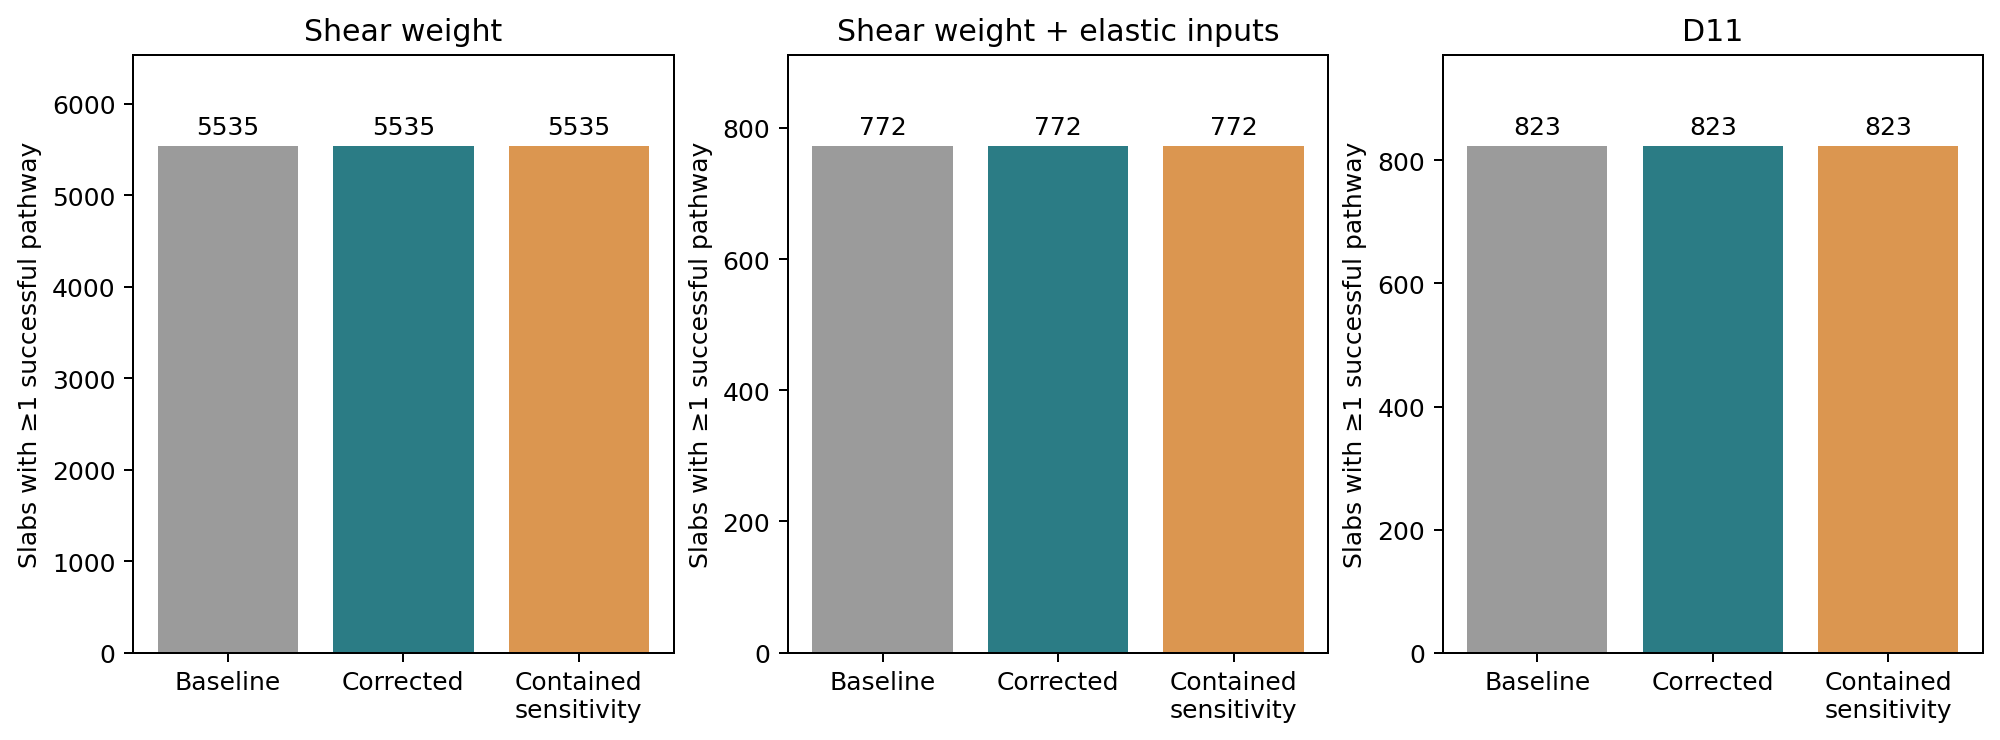 Shear weight
Slabs with ≥1 successful pathway
6000
5000
4000
3000
2000
1000
0
5535
5535
5535
Baseline
Corrected
Contained
sensitivity
Shear weight + elastic inputs
Slabs with ≥1 successful pathway
800
600
400
200
0
772
772
772
Baseline
Corrected
Contained
sensitivity
D11
Slabs with ≥1 successful pathway
800
600
400
200
0
823
823
823
Baseline
Corrected
Contained
sensitivity